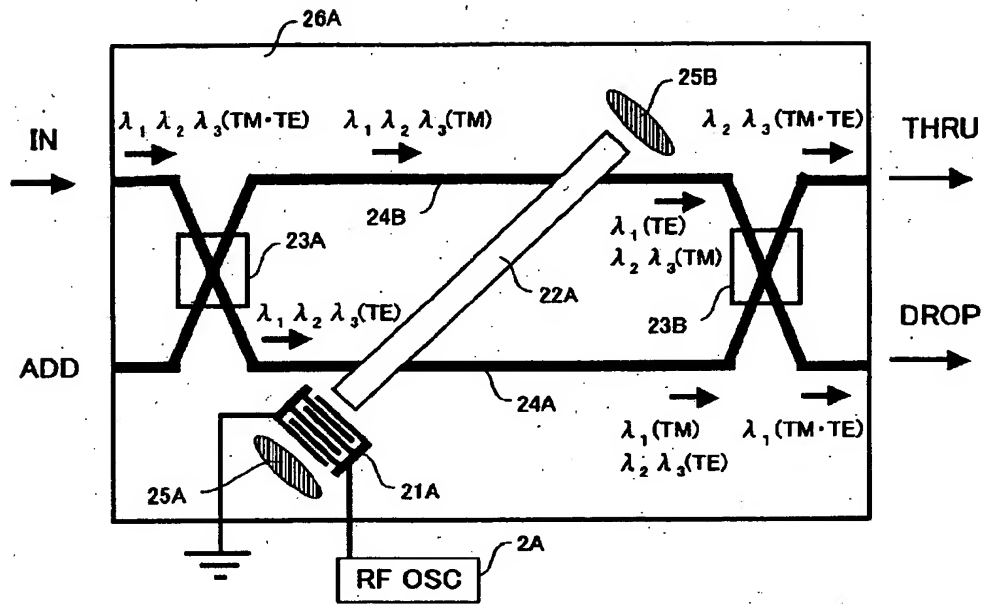 26A
25B
λ1 λ2 λ3(TM·TE)
λ1 λ2 λ3(TM)
λ2 λ3(TM·TE)
IN
THRU
24B
23A
λ1(TE)
λ2 λ3(TM)
22A
23B
λ1 λ2 λ3(TE)
DROP
ADD
24A
λ1(TM)
λ1(TM·TE)
λ2 λ3(TE)
25A
21A
2A
RF OSC